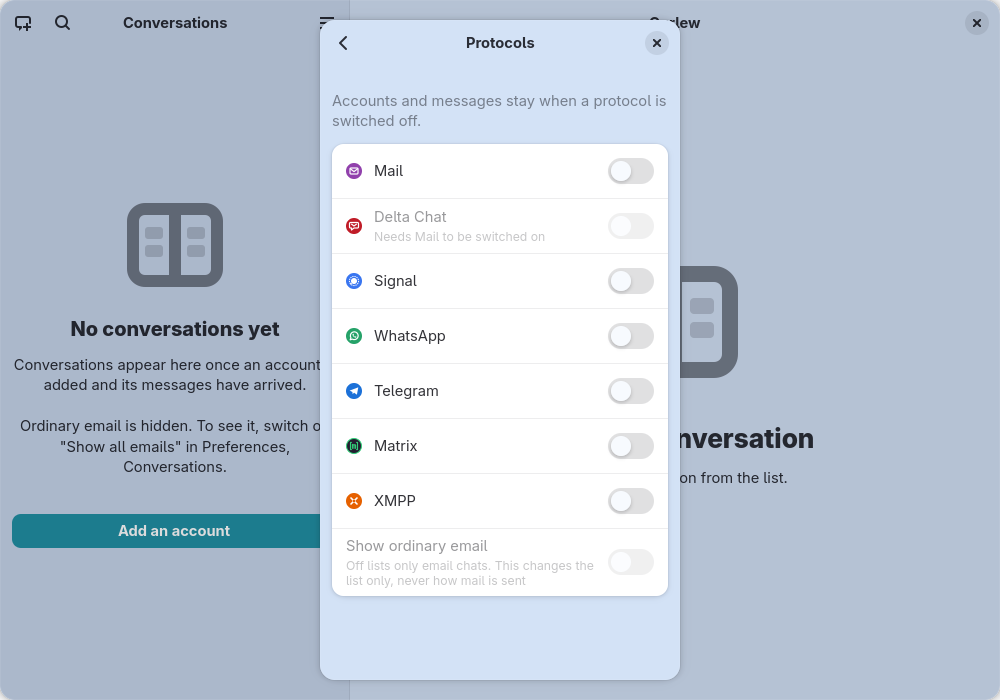 Conversations
No conversations yet
Conversations appear here once an account
added and its messages have arrived.
Ordinary email is hidden. To see it, switch
"Show all emails" in Preferences,
Conversations.
Add an account
Protocols
Accounts and messages stay when a protocol is
switched off.
Mail
Delta Chat
Needs Mail to be switched on
Signal
WhatsApp
Telegram
Matrix
XMPP
Show ordinary email
Off lists only email chats. This changes the
list only, never how mail is sent
from the list.